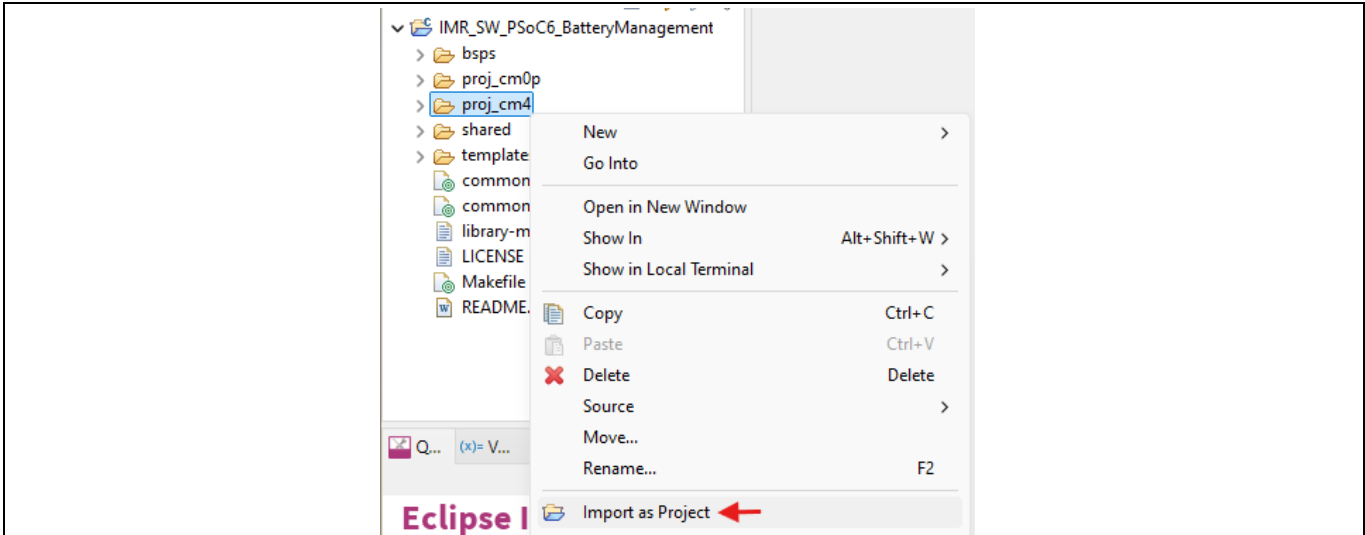 IMR_SW_PSoC6_BatteryManagement
bsps
proj_cm0p
proj_cm4
shared
template
common
common
library-m
LICENSE
Makefile
README.
New
Go Into
Open in New Window
Show In Alt+Shift+W
Show in Local Terminal
Copy Ctrl+C
Paste Ctrl+V
Delete Delete
Source
Move...
Rename... F2
Import as Project
Q... (x)= V...
Eclipse I